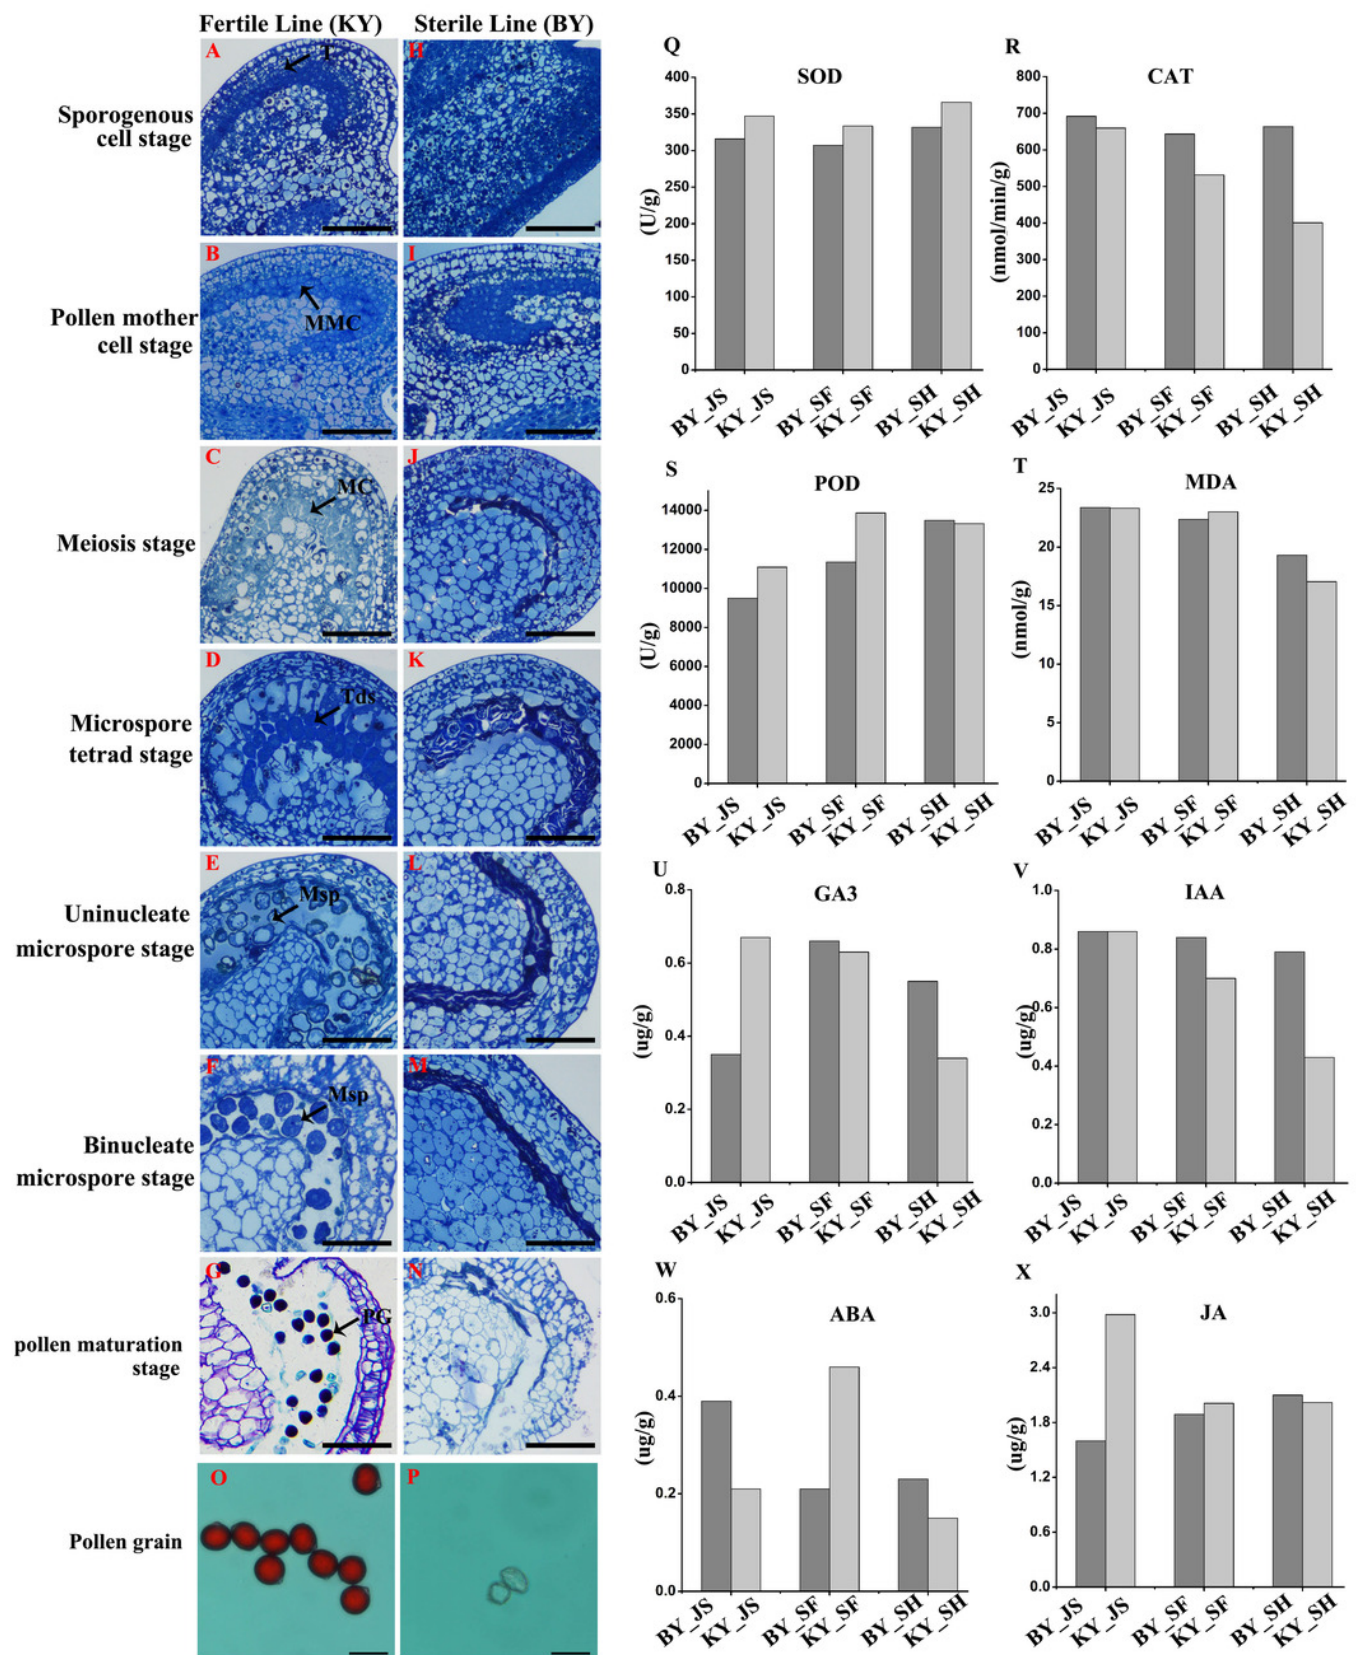 Fertile Line (KY) Sterile Line (BY)
Sporogenous
cell stage
A
T
H
Pollen mother
cell stage
B
MMC
I
Meiosis stage
C
MC
J
Microspore
tetrad stage
D
Tds
K
Uninucleate
microspore stage
E
Msp
L
Binucleate
microspore stage
F
Msp
M
pollen maturation
stage
G
PG
N
Pollen grain
O
P
Q
SOD
(U/g)
400
350
300
250
200
150
100
50
0
BY_JS KY_JS BY_SF KY_SF BY_SH KY_SH
R
CAT
(nmol/min/g)
800
700
600
500
400
300
200
100
0
BY_JS KY_JS BY_SF KY_SF BY_SH KY_SH
S
POD
(U/g)
14000
12000
10000
8000
6000
4000
2000
0
BY_JS KY_JS BY_SF KY_SF BY_SH KY_SH
T
MDA
(nmol/g)
25
20
15
10
5
0
BY_JS KY_JS BY_SF KY_SF BY_SH KY_SH
U
GA3
(ug/g)
0.8
0.6
0.4
0.2
0.0
BY_JS KY_JS BY_SF KY_SF BY_SH KY_SH
V
IAA
(ug/g)
1.0
0.8
0.6
0.4
0.2
0.0
BY_JS KY_JS BY_SF KY_SF BY_SH KY_SH
W
ABA
(ug/g)
0.6
0.4
0.2
0.0
BY_JS KY_JS BY_SF KY_SF BY_SH KY_SH
X
JA
(ug/g)
3.0
2.4
1.8
1.2
0.6
0.0
BY_JS KY_JS BY_SF KY_SF BY_SH KY_SH